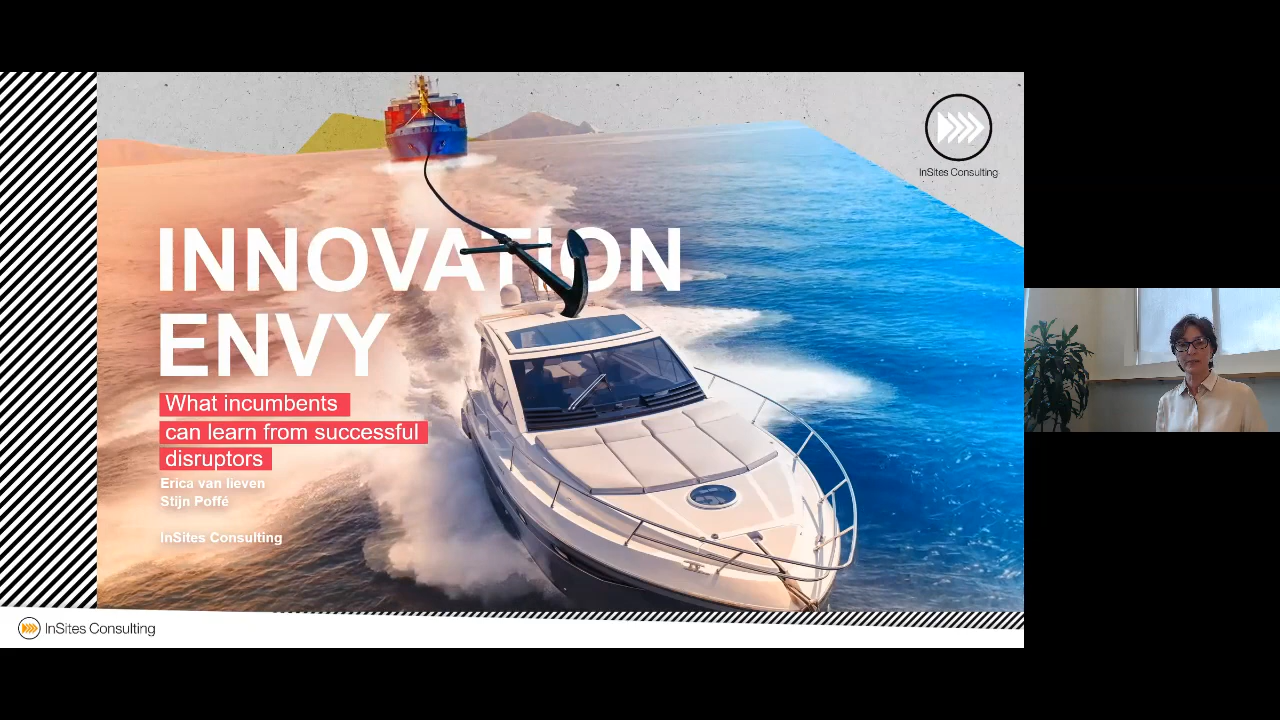 InSites Consulting
INNOVATION
ENVY
What incumbents
can learn from successful
disruptors
Erica van lieven
Stijn Poffé
InSites Consulting
InSites Consulting